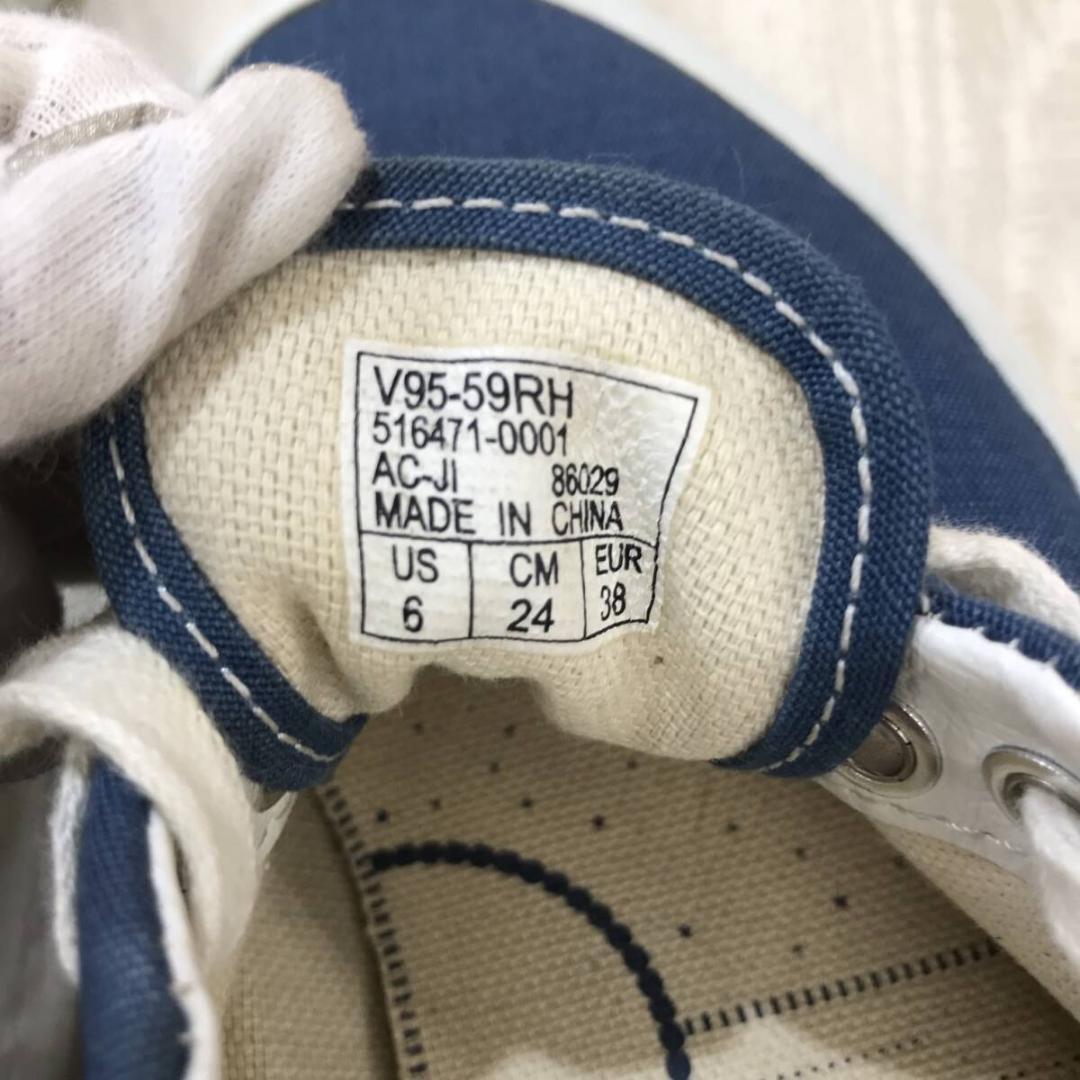 V95-59RH
516471-0001
AC-JI 86029
MADE IN CHINA
US CM EUR
6 24 38